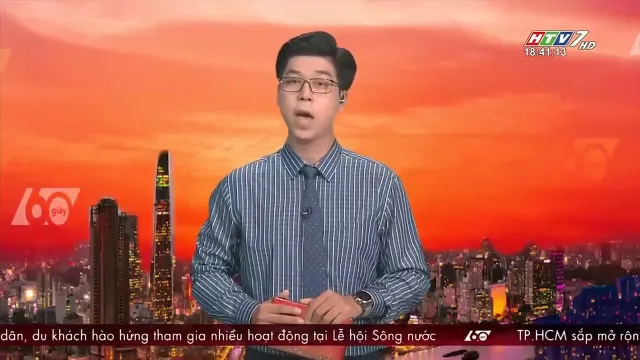 HTV7 HD
18:41:13
60 giây
dân, du khách hào hứng tham gia nhiều hoạt động tại Lễ hội Sông nước 60 TP.HCM sắp mở rộn